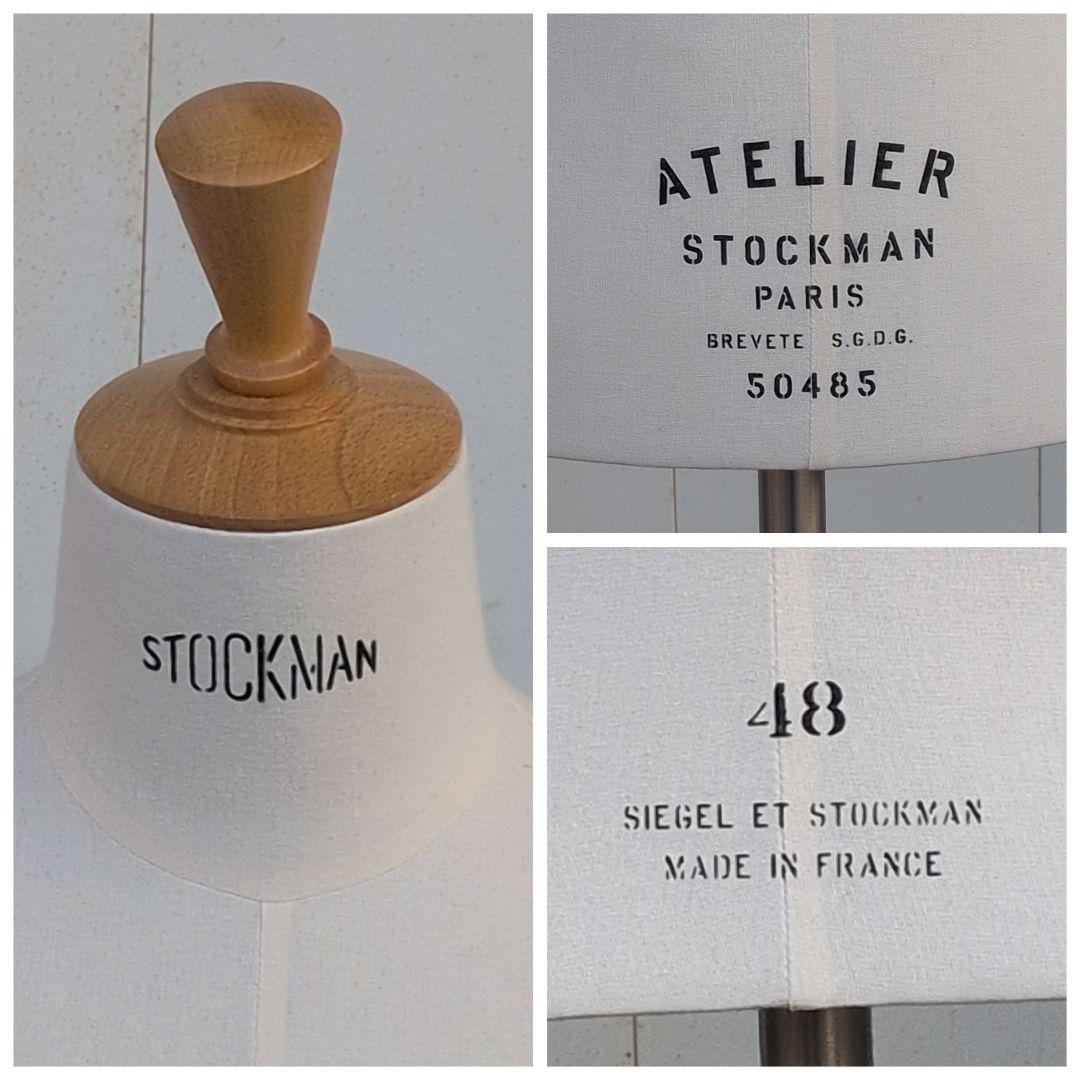 STOCKMAN
ATELIER
STOCKMAN
PARIS
BREVETE S.G.D.G.
50485
48
SIEGEL ET STOCKMAN
MADE IN FRANCE